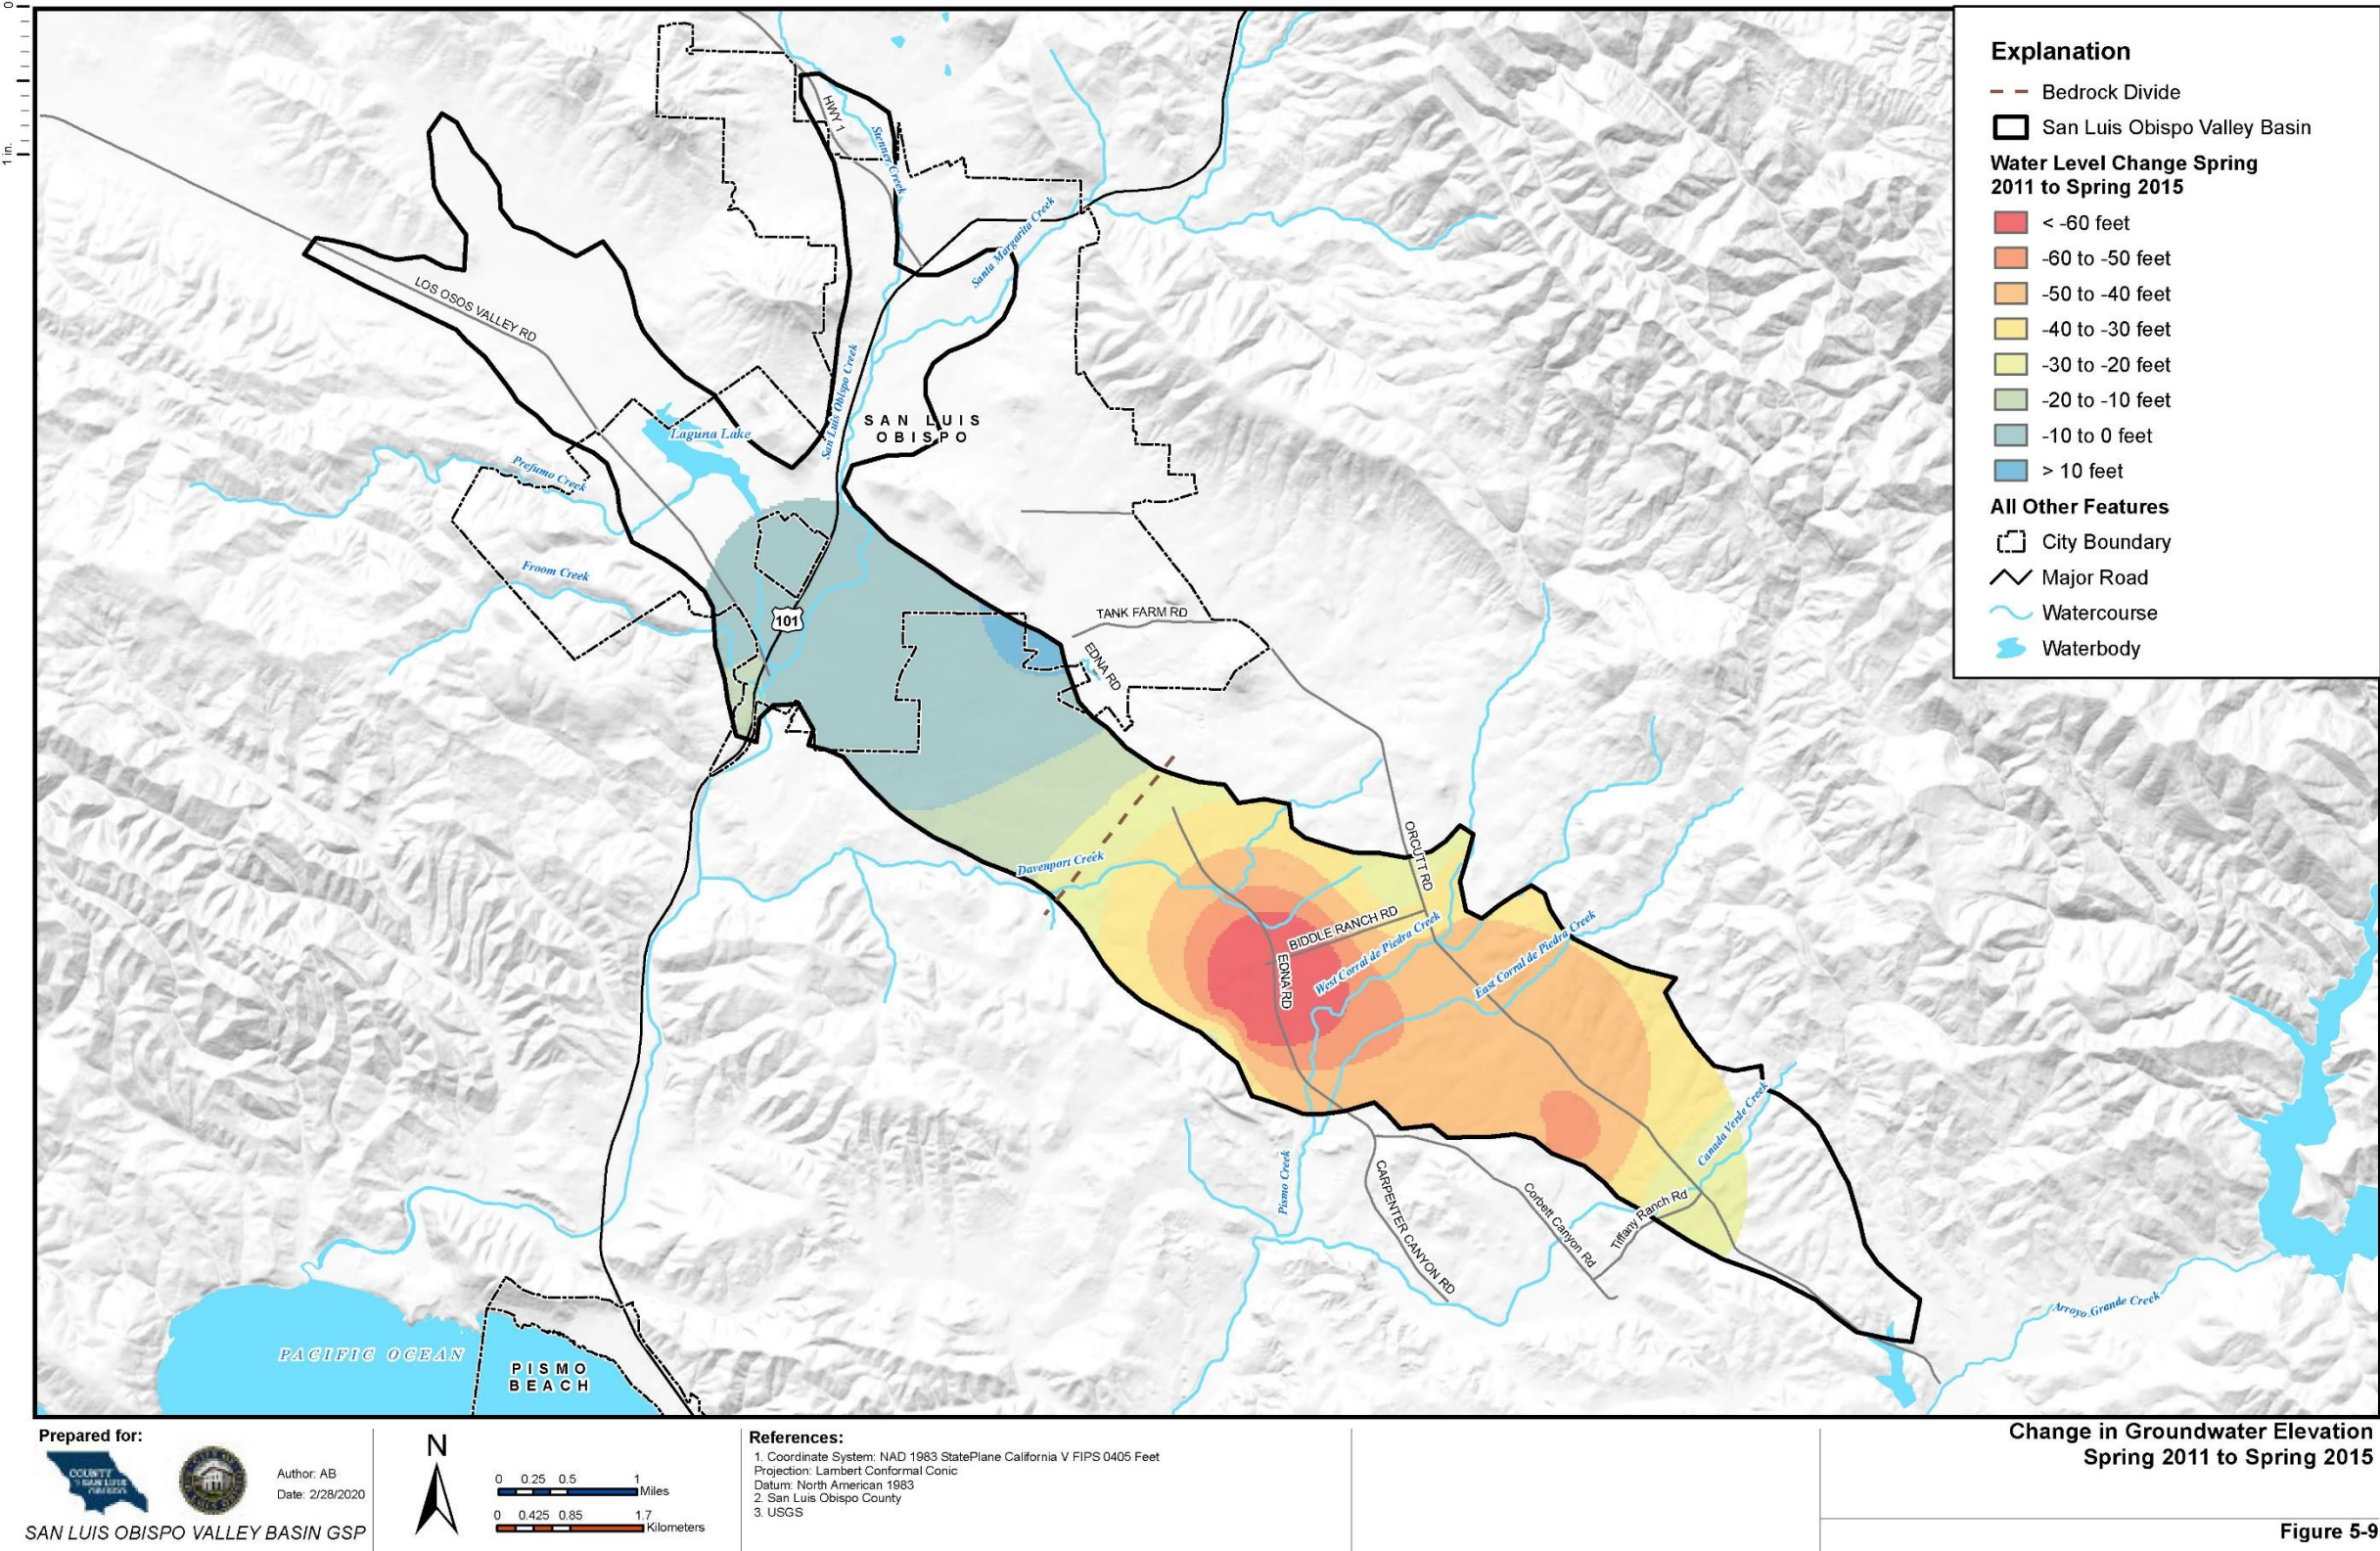 0
1 in.
HWY 1
Stenner Creek
Santa Margarita Creek
LOS OSOS VALLEY RD
San Luis Obispo Creek
SAN LUIS
OBISPO
Laguna Lake
Prefumo Creek
Froom Creek
101
TANK FARM RD
EDNA RD
Davenport Creek
ORCUTT RD
BIDDLE RANCH RD
West Corral de Piedra Creek
East Corral de Piedra Creek
EDNA RD
Canada Verde Creek
Pismo Creek
CARPENTER CANYON RD
Corbett Canyon Rd
Tiffany Ranch Rd
Arroyo Grande Creek
PACIFIC OCEAN
PISMO
BEACH
Explanation
Bedrock Divide
San Luis Obispo Valley Basin
Water Level Change Spring
2011 to Spring 2015
< -60 feet
-60 to -50 feet
-50 to -40 feet
-40 to -30 feet
-30 to -20 feet
-20 to -10 feet
-10 to 0 feet
> 10 feet
All Other Features
City Boundary
Major Road
Watercourse
Waterbody
Prepared for:
COUNTY
Author: AB
Date: 2/28/2020
SAN LUIS OBISPO VALLEY BASIN GSP
N
0 0.25 0.5 1
Miles
0 0.425 0.85 1.7
Kilometers
References:
1. Coordinate System: NAD 1983 StatePlane California V FIPS 0405 Feet
Projection: Lambert Conformal Conic
Datum: North American 1983
2. San Luis Obispo County
3. USGS
Change in Groundwater Elevation
Spring 2011 to Spring 2015
Figure 5-9